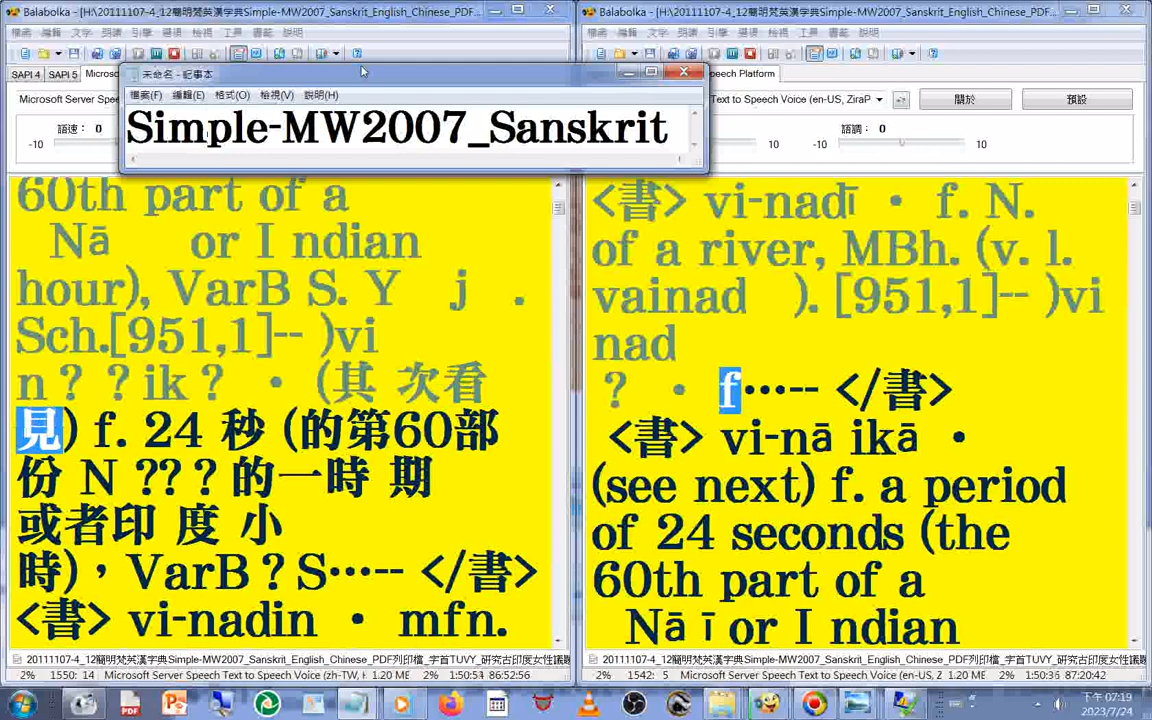 Balabolka - [H:\20111107-4_12簡明梵英漢字典Simple-MW2007_Sanskrit_English_Chinese_PDF...
Balabolka - [H:\20111107-4_12簡明梵英漢字典Simple-MW2007_Sanskrit_English_Chinese_PDF...
SAPI 4 SAPI 5 Microso
未命名 - 記事本
檔案(F) 編輯(E) 格式(O) 檢視(V) 說明(H)
Simple-MW2007_Sanskrit
peech Platform
Microsoft Server Speech
Text to Speech Voice (en-US, ZiraP
關於
預設
語速： 0
-10
語調： 0
10 -10 10
60th part of a
Nā or I ndian
hour), VarB S. Y j .
Sch.[951,1]-- )vi
n？？ik？ • (其 次看
見) f. 24 秒 (的第60部
份 N ???的一時 期
或者印 度 小
時)，VarB？S…-- </書>
<書> vi-nadin • mfn.
<書> vi-nadī • f. N.
of a river, MBh. (v. l.
vainad ). [951,1]-- )vi
nad
? • f…-- </書>
<書> vi-nā ikā •
(see next) f. a period
of 24 seconds (the
60th part of a
Nā ī or I ndian
20111107-4_12簡明梵英漢字典Simple-MW2007_Sanskrit_English_Chinese_PDF列印檔_字首TUVY_研究古印度女性議題
2% 1550: 14 Microsoft Server Speech Text to Speech Voice (zh-TW, 1.20 MB 2% 1:50:51 86:52:56
20111107-4_12簡明梵英漢字典Simple-MW2007_Sanskrit_English_Chinese_PDF列印檔_字首TUVY_研究古印度女性議題
2% 1542: 5 Microsoft Server Speech Text to Speech Voice (en-US, 1.20 MB 2% 1:50:36 87:20:42
下午 07:19
2023/7/24